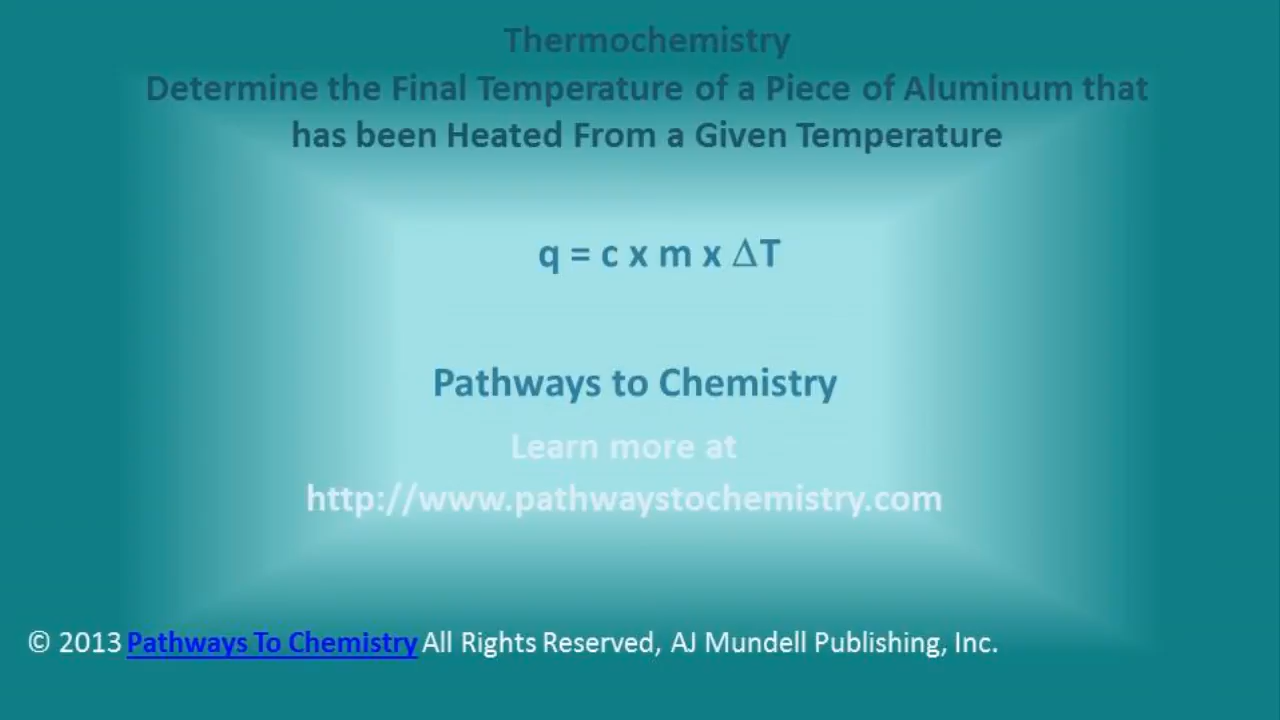 Thermochemistry
Determine the Final Temperature of a Piece of Aluminum that
has been Heated From a Given Temperature
q = c x m x ΔT
Pathways to Chemistry
Learn more at
http://www.pathwaystochemistry.com
© 2013 Pathways To Chemistry All Rights Reserved, AJ Mundell Publishing, Inc.